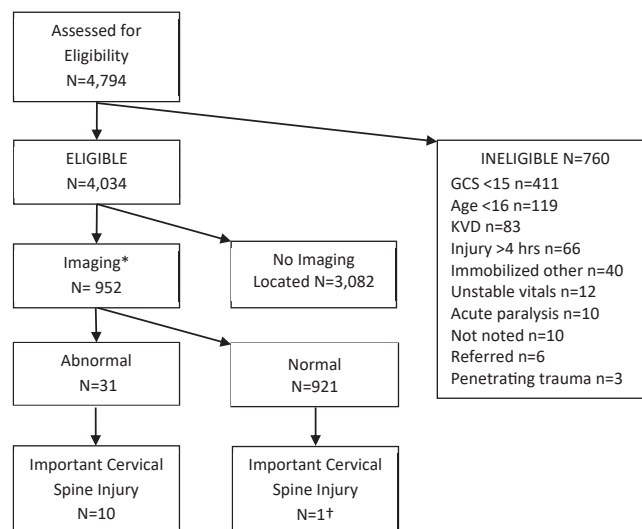 Assessed for
Eligibility
N=4,794
ELIGIBLE
N=4,034
INELIGIBLE N=760
GCS <15 n=411
Age <16 n=119
KVD n=83
Injury >4 hrs n=66
Immobilized other n=40
Unstable vitals n=12
Acute paralysis n=10
Not noted n=10
Referred n=6
Penetrating trauma n=3
Imaging*
N= 952
No Imaging
Located N=3,082
Abnormal
N=31
Normal
N=921
Important Cervical
Spine Injury
N=10
Important Cervical
Spine Injury
N=1†